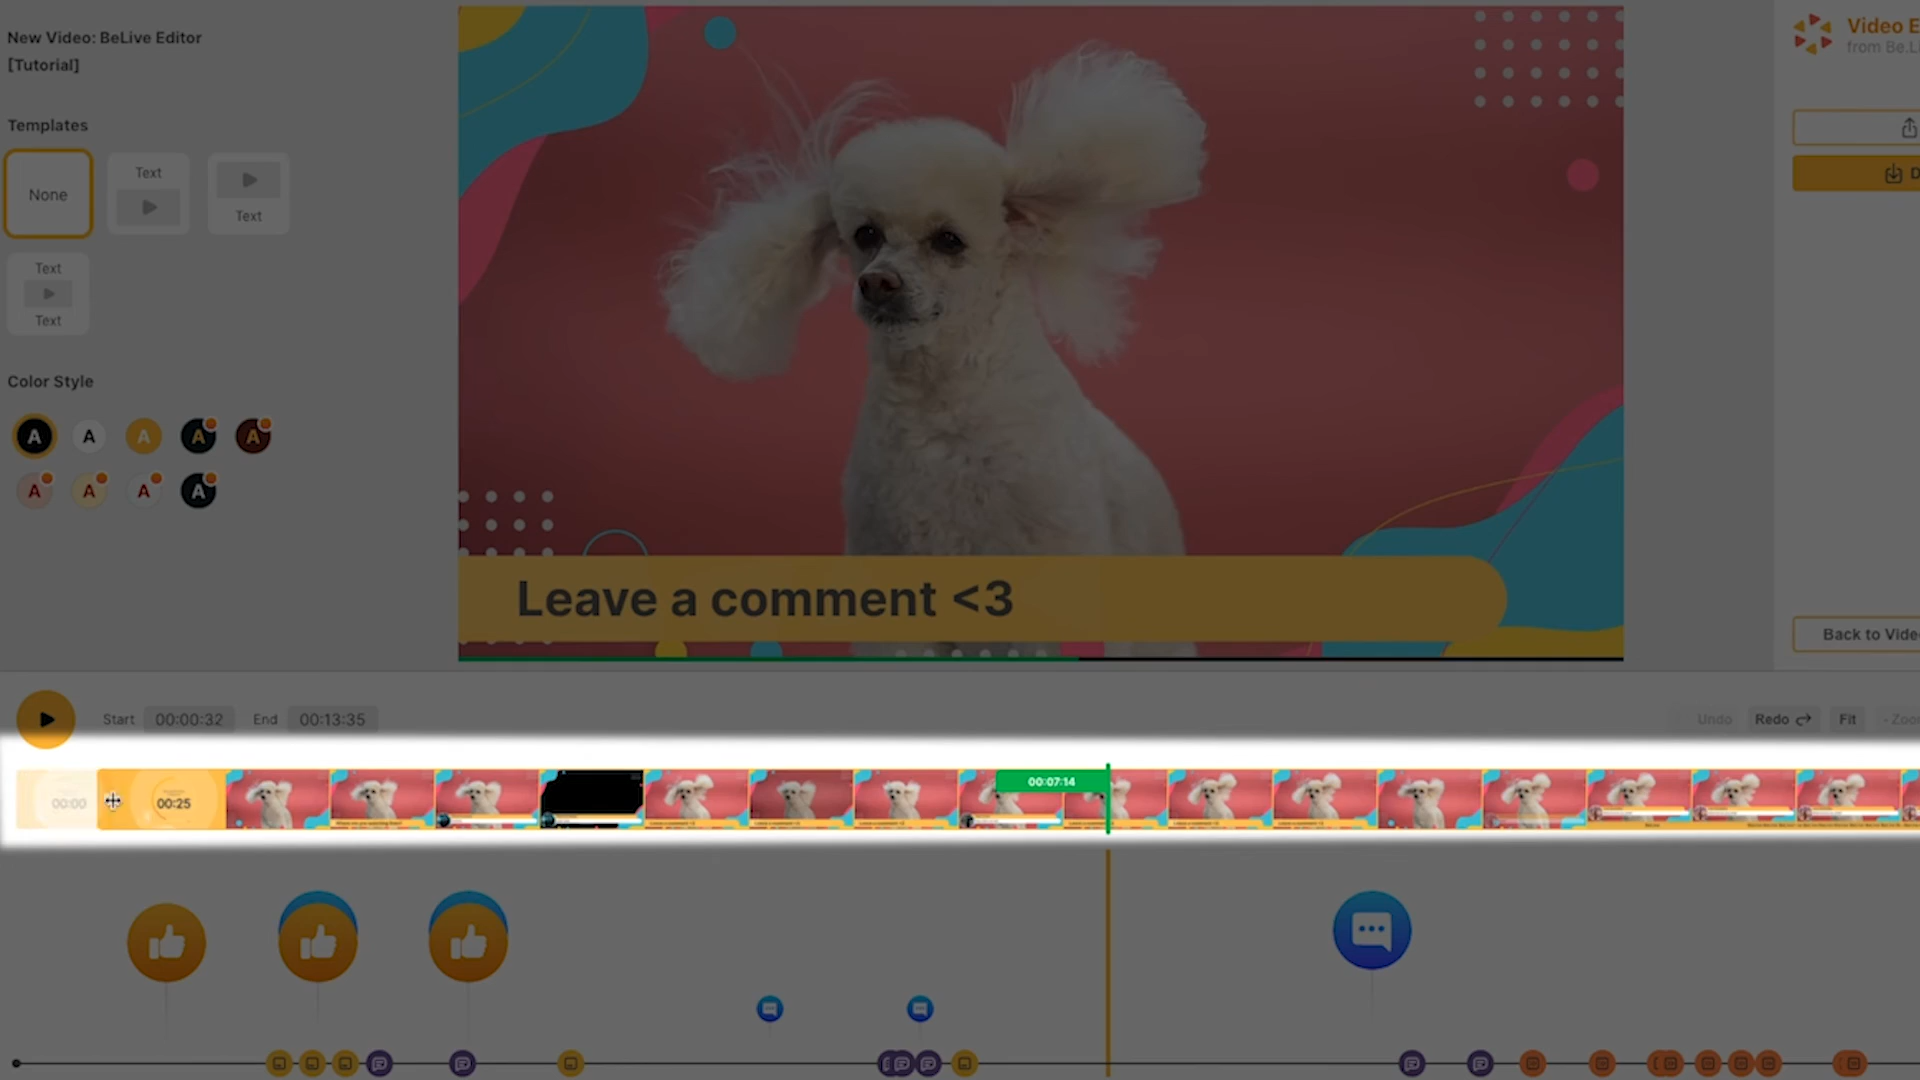 New Video: BeLive Editor
[Tutorial]
Video E
from Be.L
Templates
None
Text
Text
Text
Text
D
Color Style
A A A A A
A A A A
Leave a comment <3
Back to Vide
Start 00:00:32 End 00:13:35
Undo Redo Fit - Zoo
00:00
00:25
00:07:14